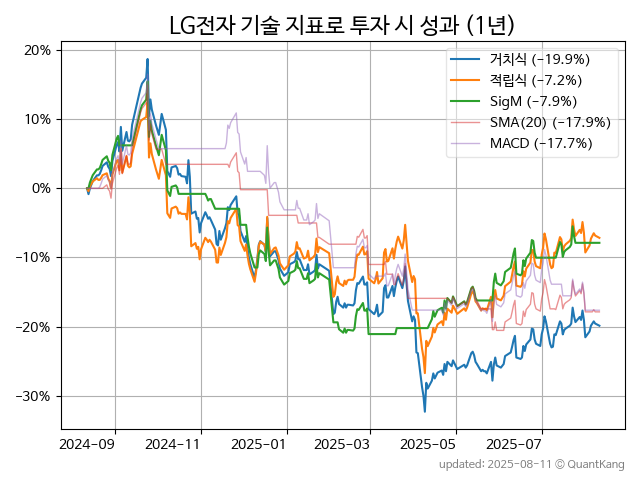 LG전자 기술 지표로 투자 시 성과 (1년)
거치식 (−19.9%)
적립식 (−7.2%)
SigM (−7.9%)
SMA(20) (−17.9%)
MACD (−17.7%)
20%
10%
0%
−10%
−20%
−30%
2024−09 2024−11 2025−01 2025−03 2025−05 2025−07
updated: 2025-08-11 © QuantKang